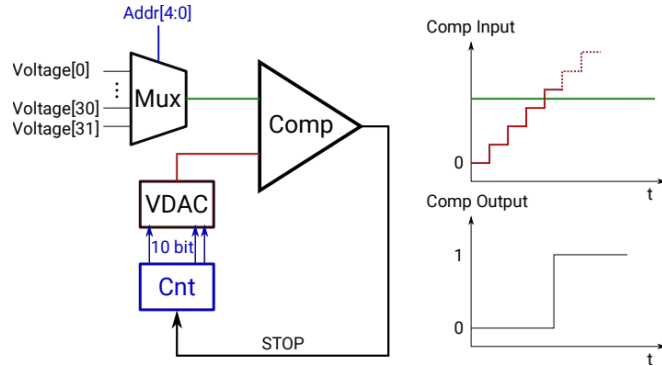 Addr[4:0]
Voltage[0]
Voltage[30]
Voltage[31]
Mux
Comp
VDAC
10 bit
Cnt
STOP
Comp Input
0
t
Comp Output
1
0
t